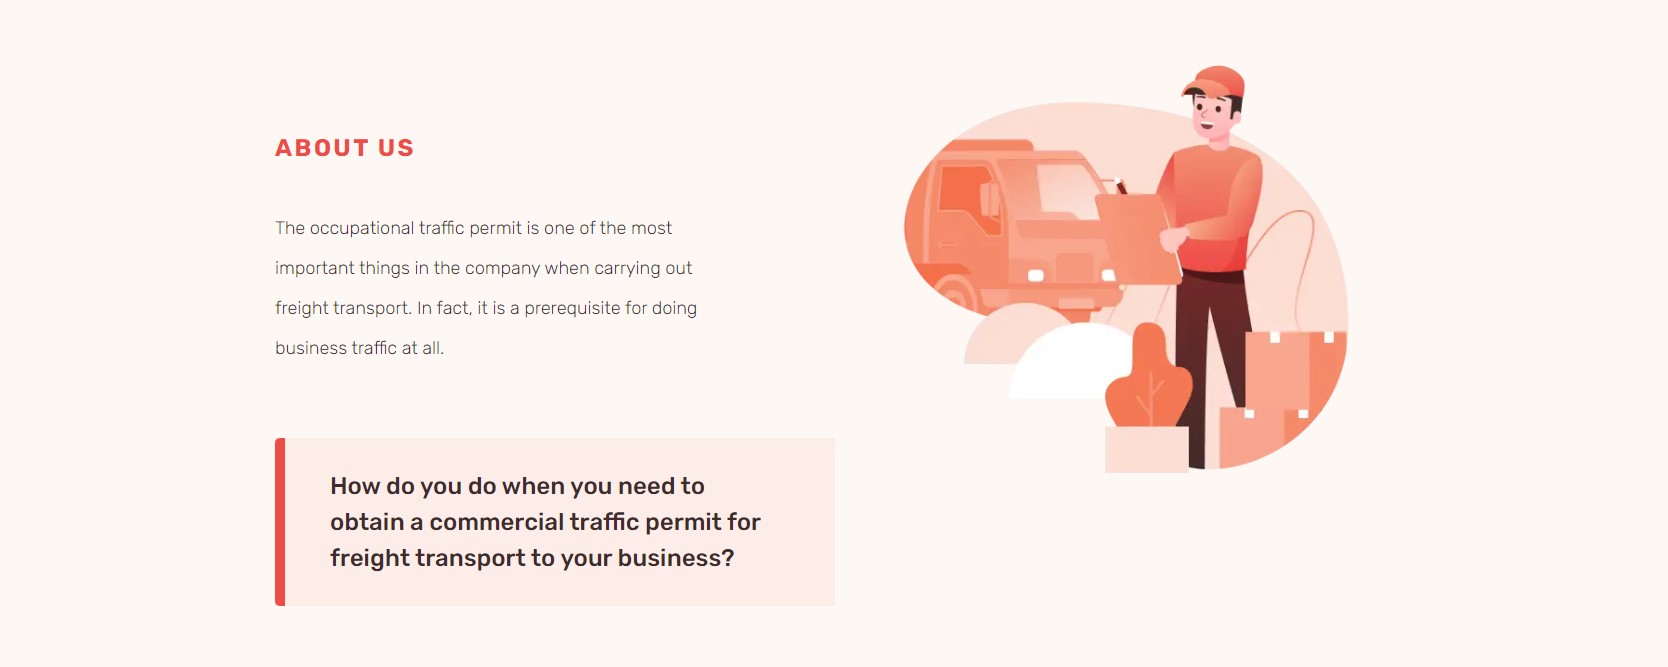 ABOUT US
The occupational traffic permit is one of the most
important things in the company when carrying out
freight transport. In fact, it is a prerequisite for doing
business traffic at all.
How do you do when you need to
obtain a commercial traffic permit for
freight transport to your business?